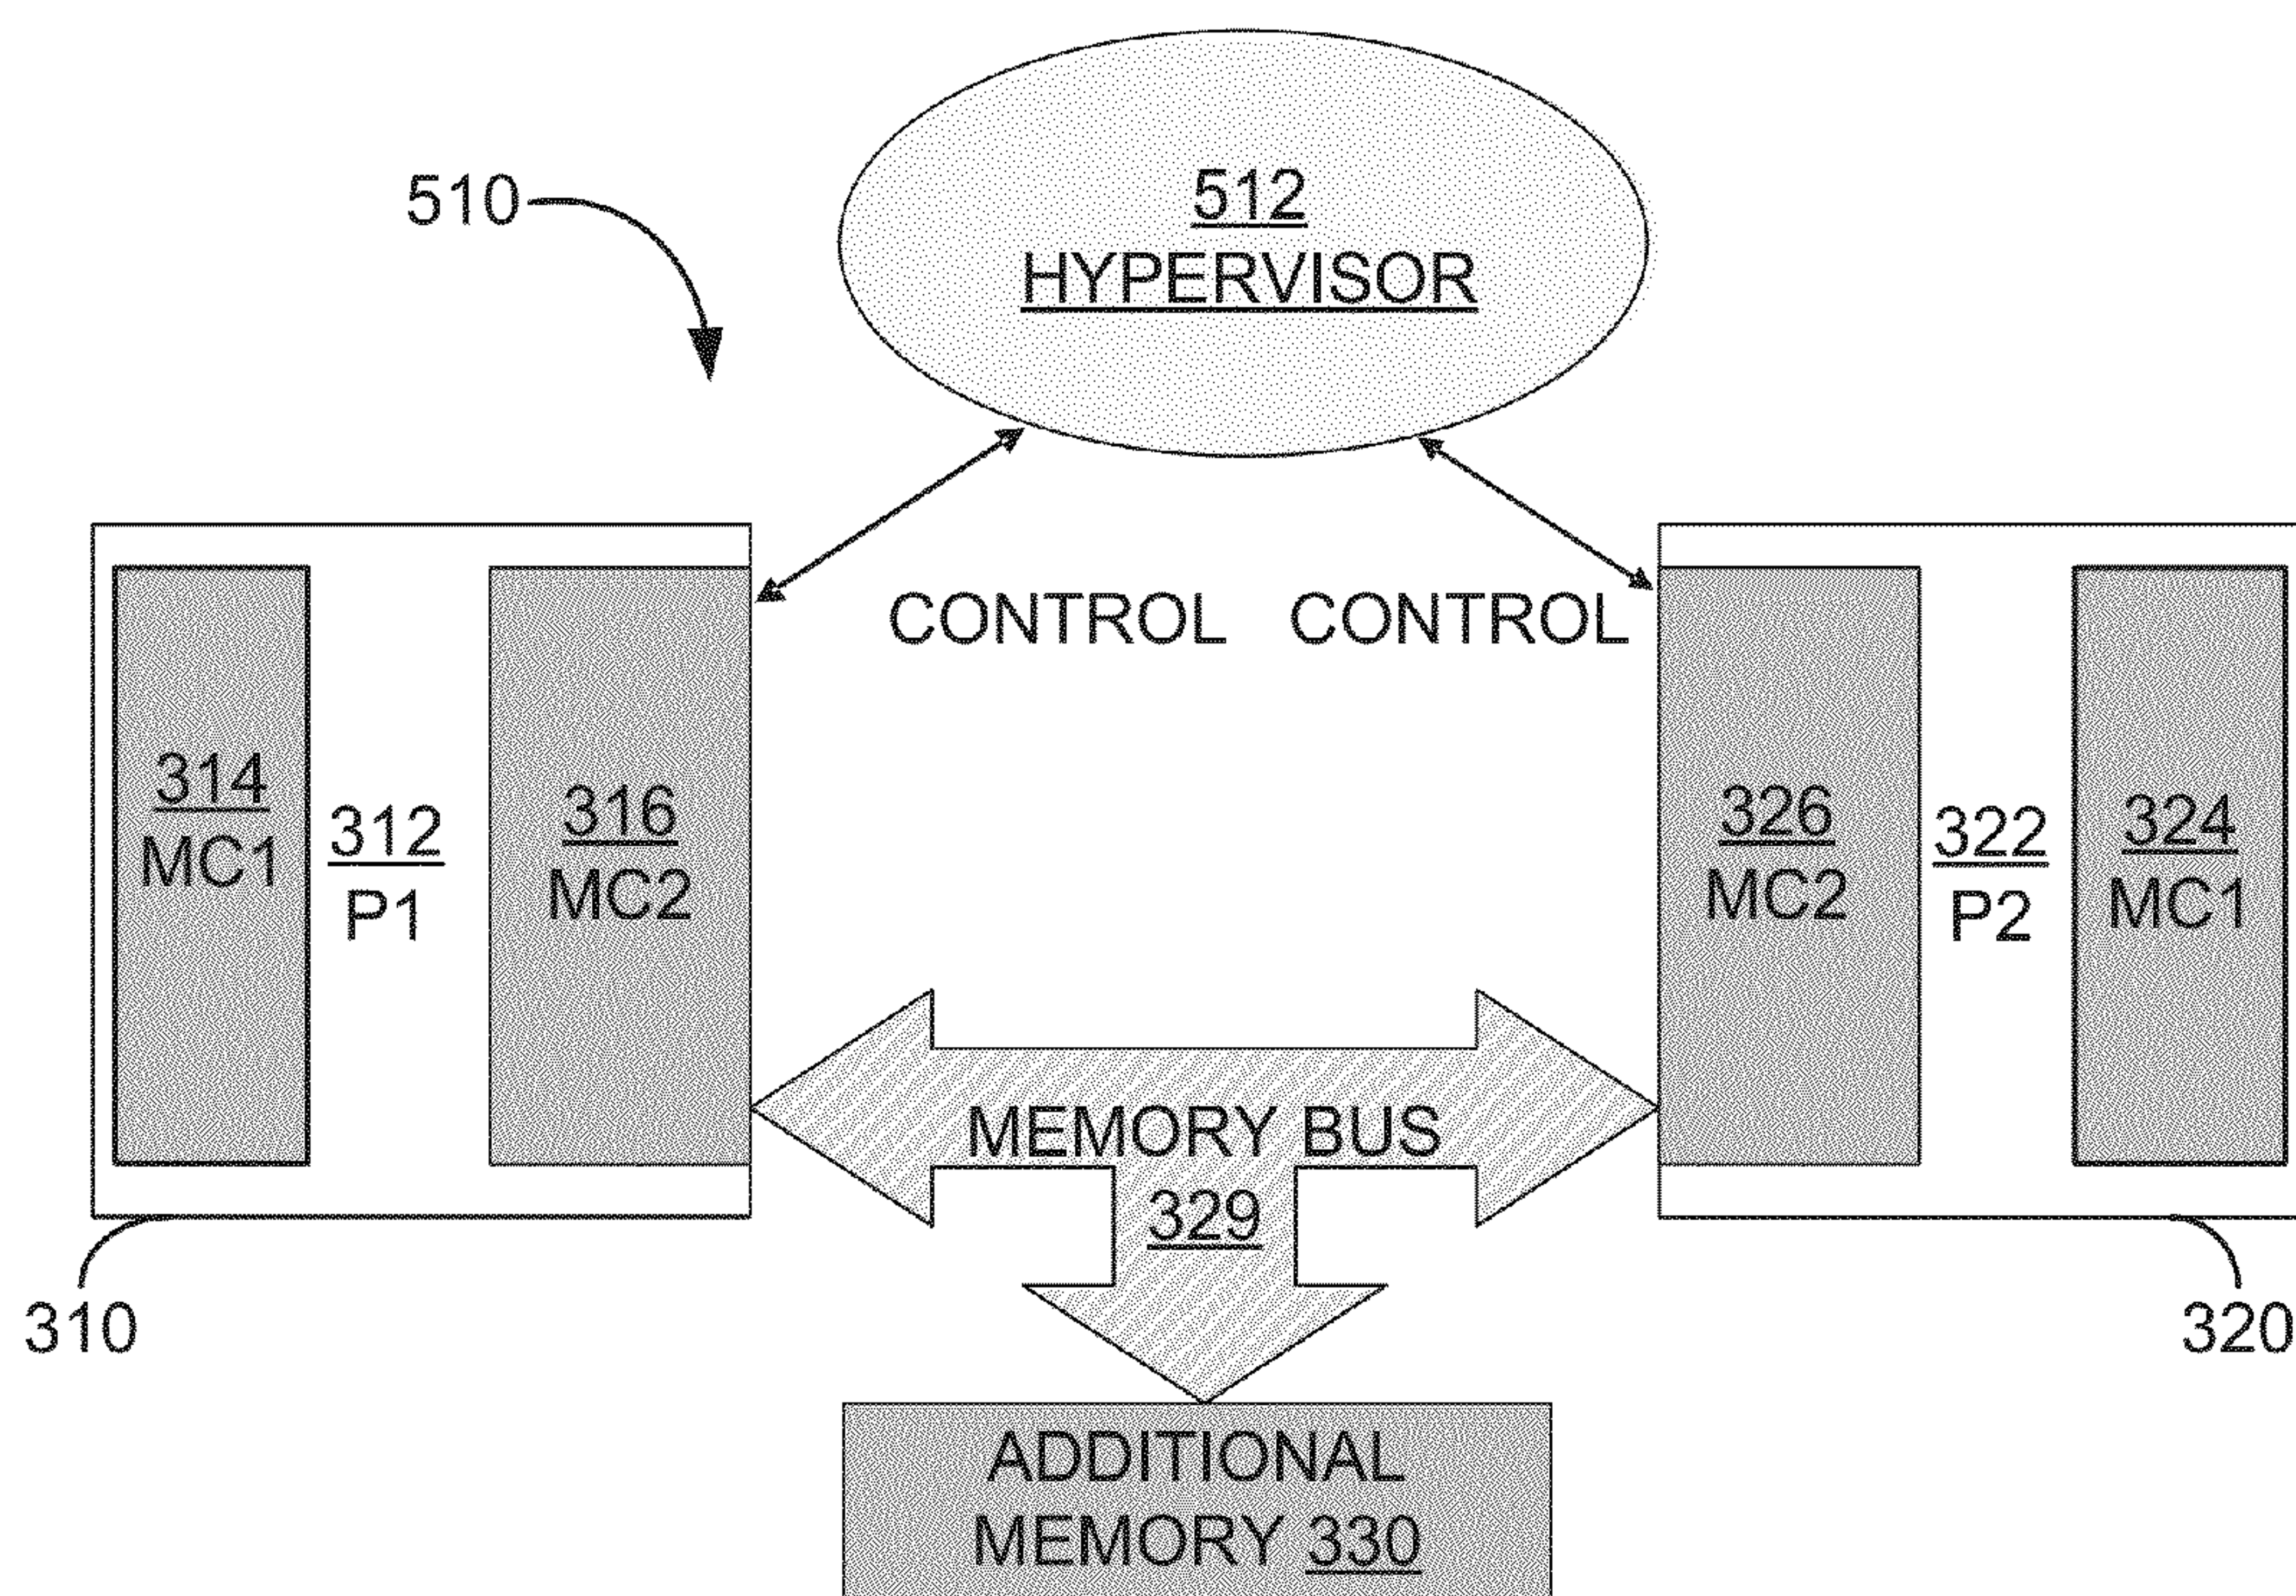 510
512
HYPERVISOR
CONTROL CONTROL
314
MC1
312
P1
316
MC2
326
MC2
322
P2
324
MC1
MEMORY BUS
329
310
320
ADDITIONAL
MEMORY 330